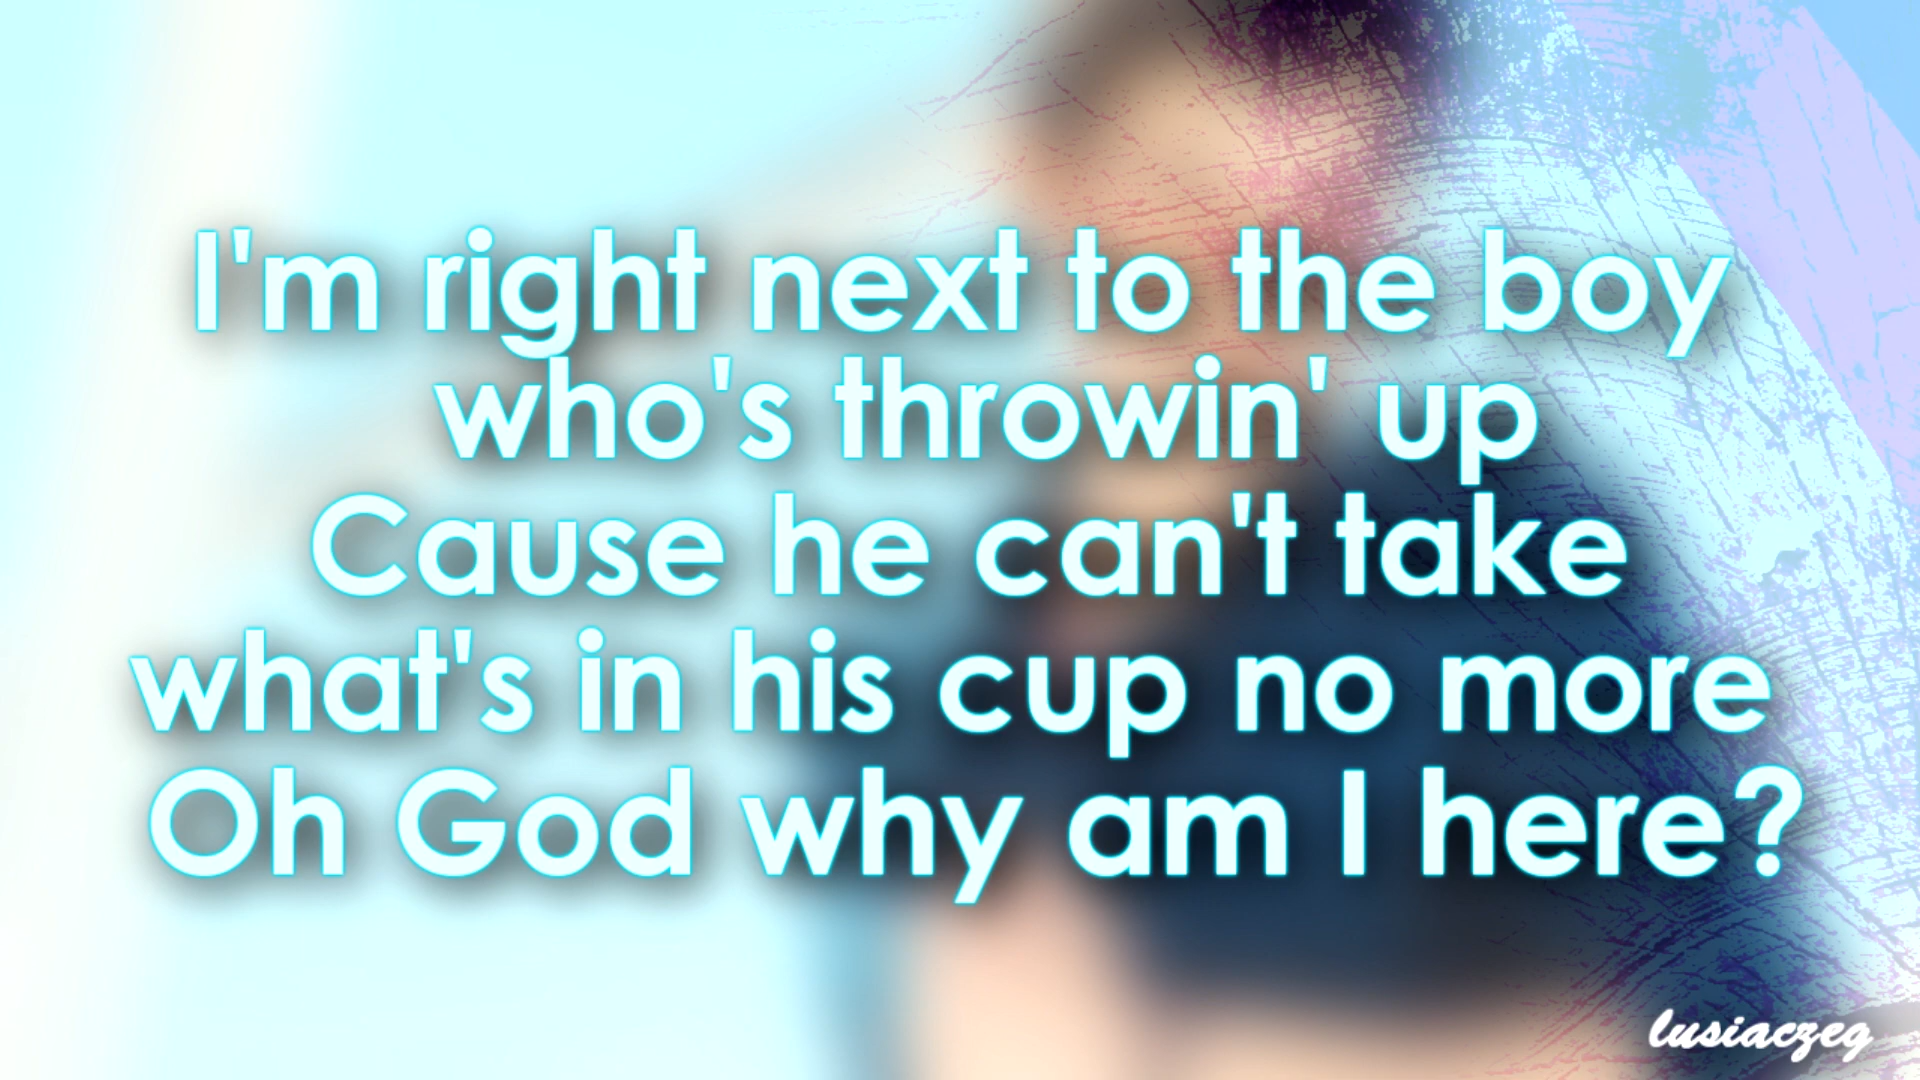 I'm right next to the boy
who's throwin' up
Cause he can't take
what's in his cup no more
Oh God why am I here?
lusiaczeg